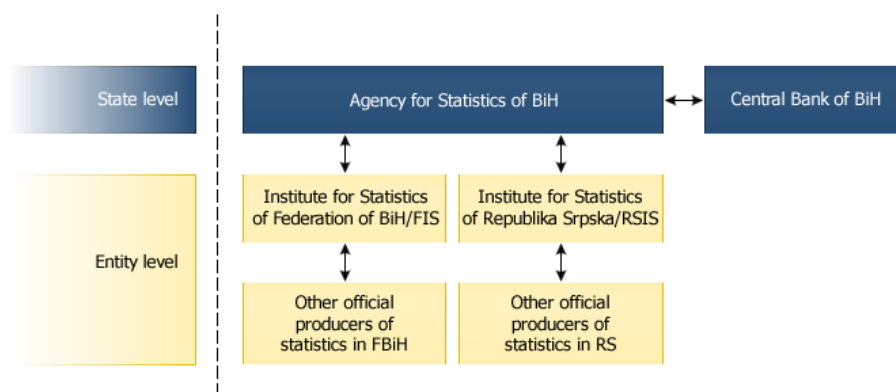 State level
Agency for Statistics of BiH
Central Bank of BiH
Entity level
Institute for Statistics
of Federation of BiH/FIS
Institute for Statistics
of Republika Srpska/RSIS
Other official
producers of
statistics in FBiH
Other official
producers of
statistics in RS